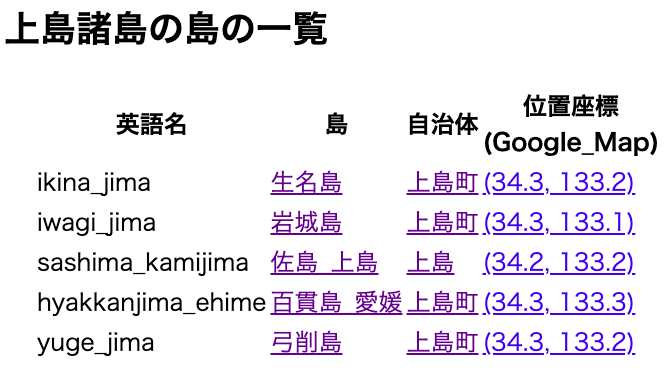 上島諸島の島の一覧
英語名 島 自治体 位置座標
(Google_Map)
ikina_jima 生名島 上島町 (34.3, 133.2)
iwagi_jima 岩城島 上島町 (34.3, 133.1)
sashima_kamijima 佐島_上島 上島 (34.2, 133.2)
hyakkanjima_ehime 百貫島_愛媛 上島町 (34.3, 133.3)
yuge_jima 弓削島 上島町 (34.3, 133.2)